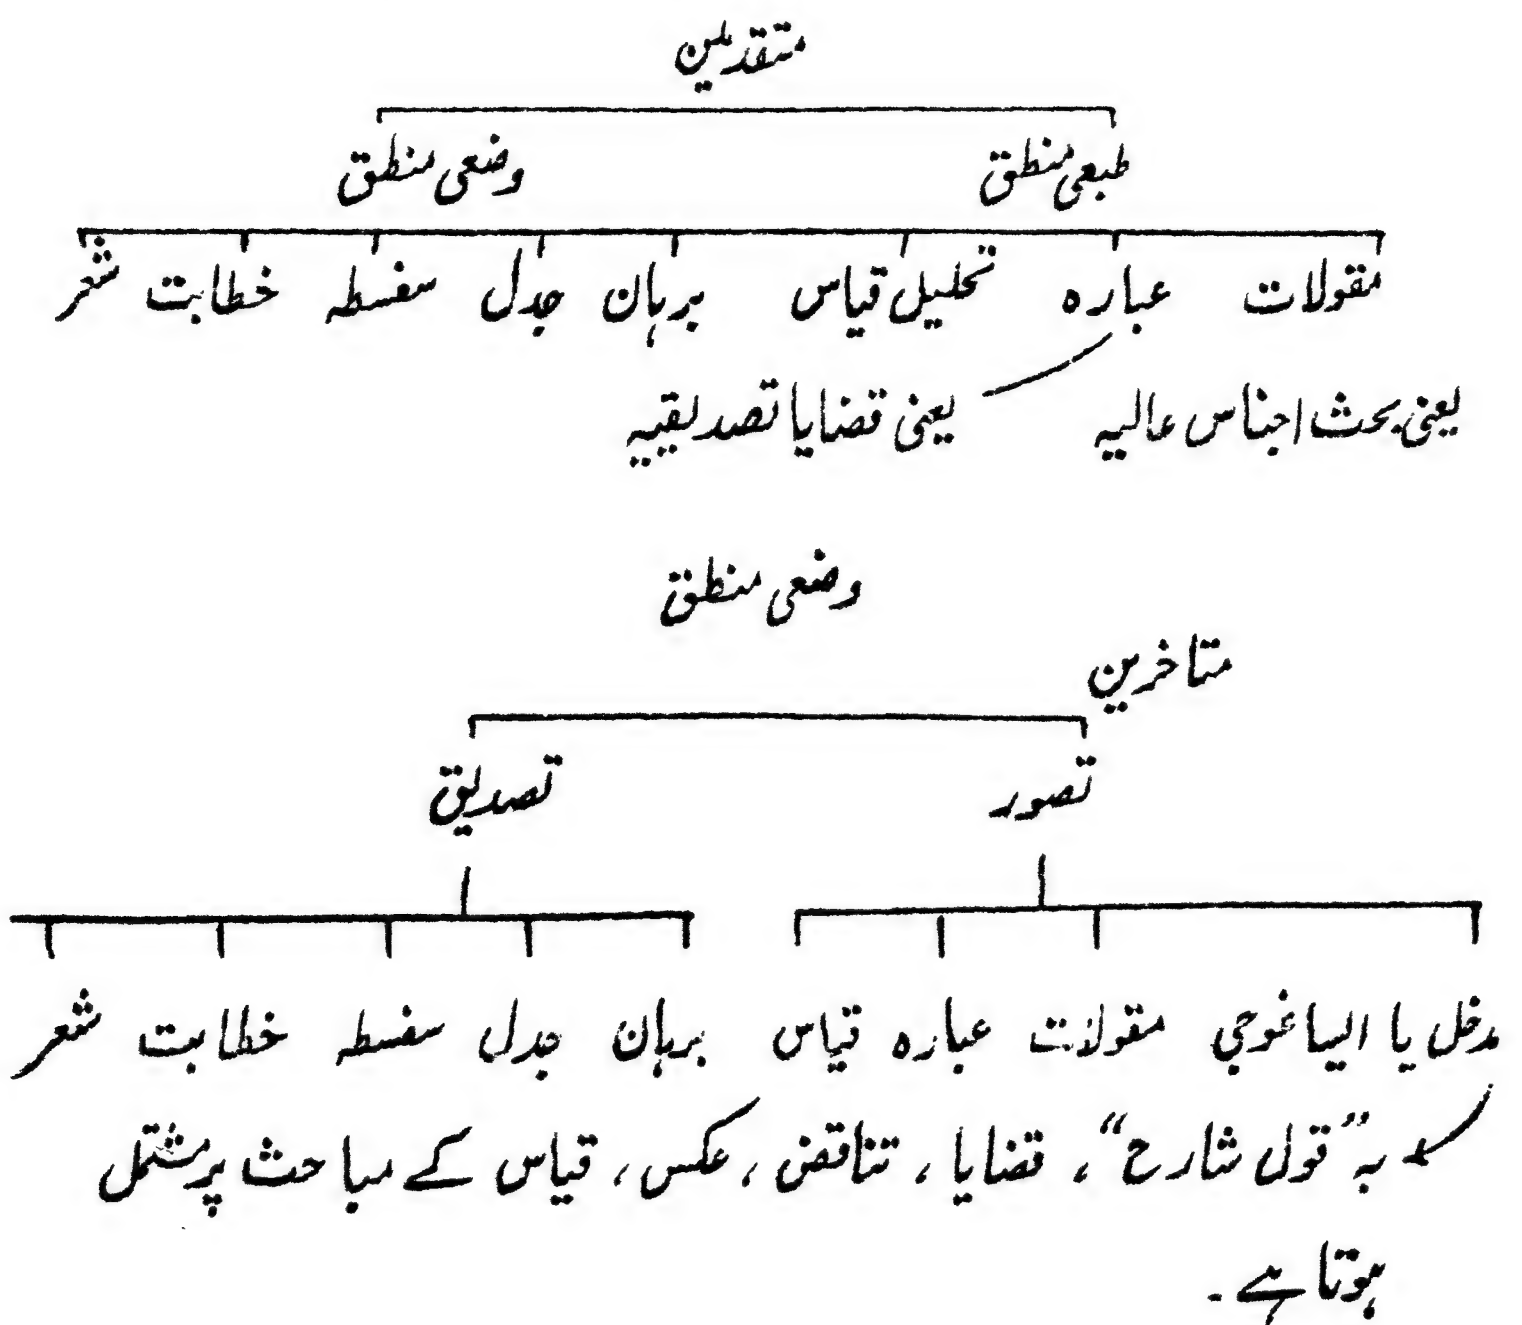 متقدمین
طبعی منطق وضعی منطق
مقولات عبارہ تحلیل قیاس برہان جدل سفسطہ خطابت شعر
یعنی بحث اجناس عالیہ یعنی قضایا تصدیقیہ
وضعی منطق
متاخرین
تصور تصدیق
مدخل یا ایساغوجی مقولات عبارہ قیاس برہان جدل سفسطہ خطابت شعر
بہ ”قول شارح“، قضایا، تناقض، عکس، قیاس کے مباحث پر مشتمل
ہوتا ہے۔